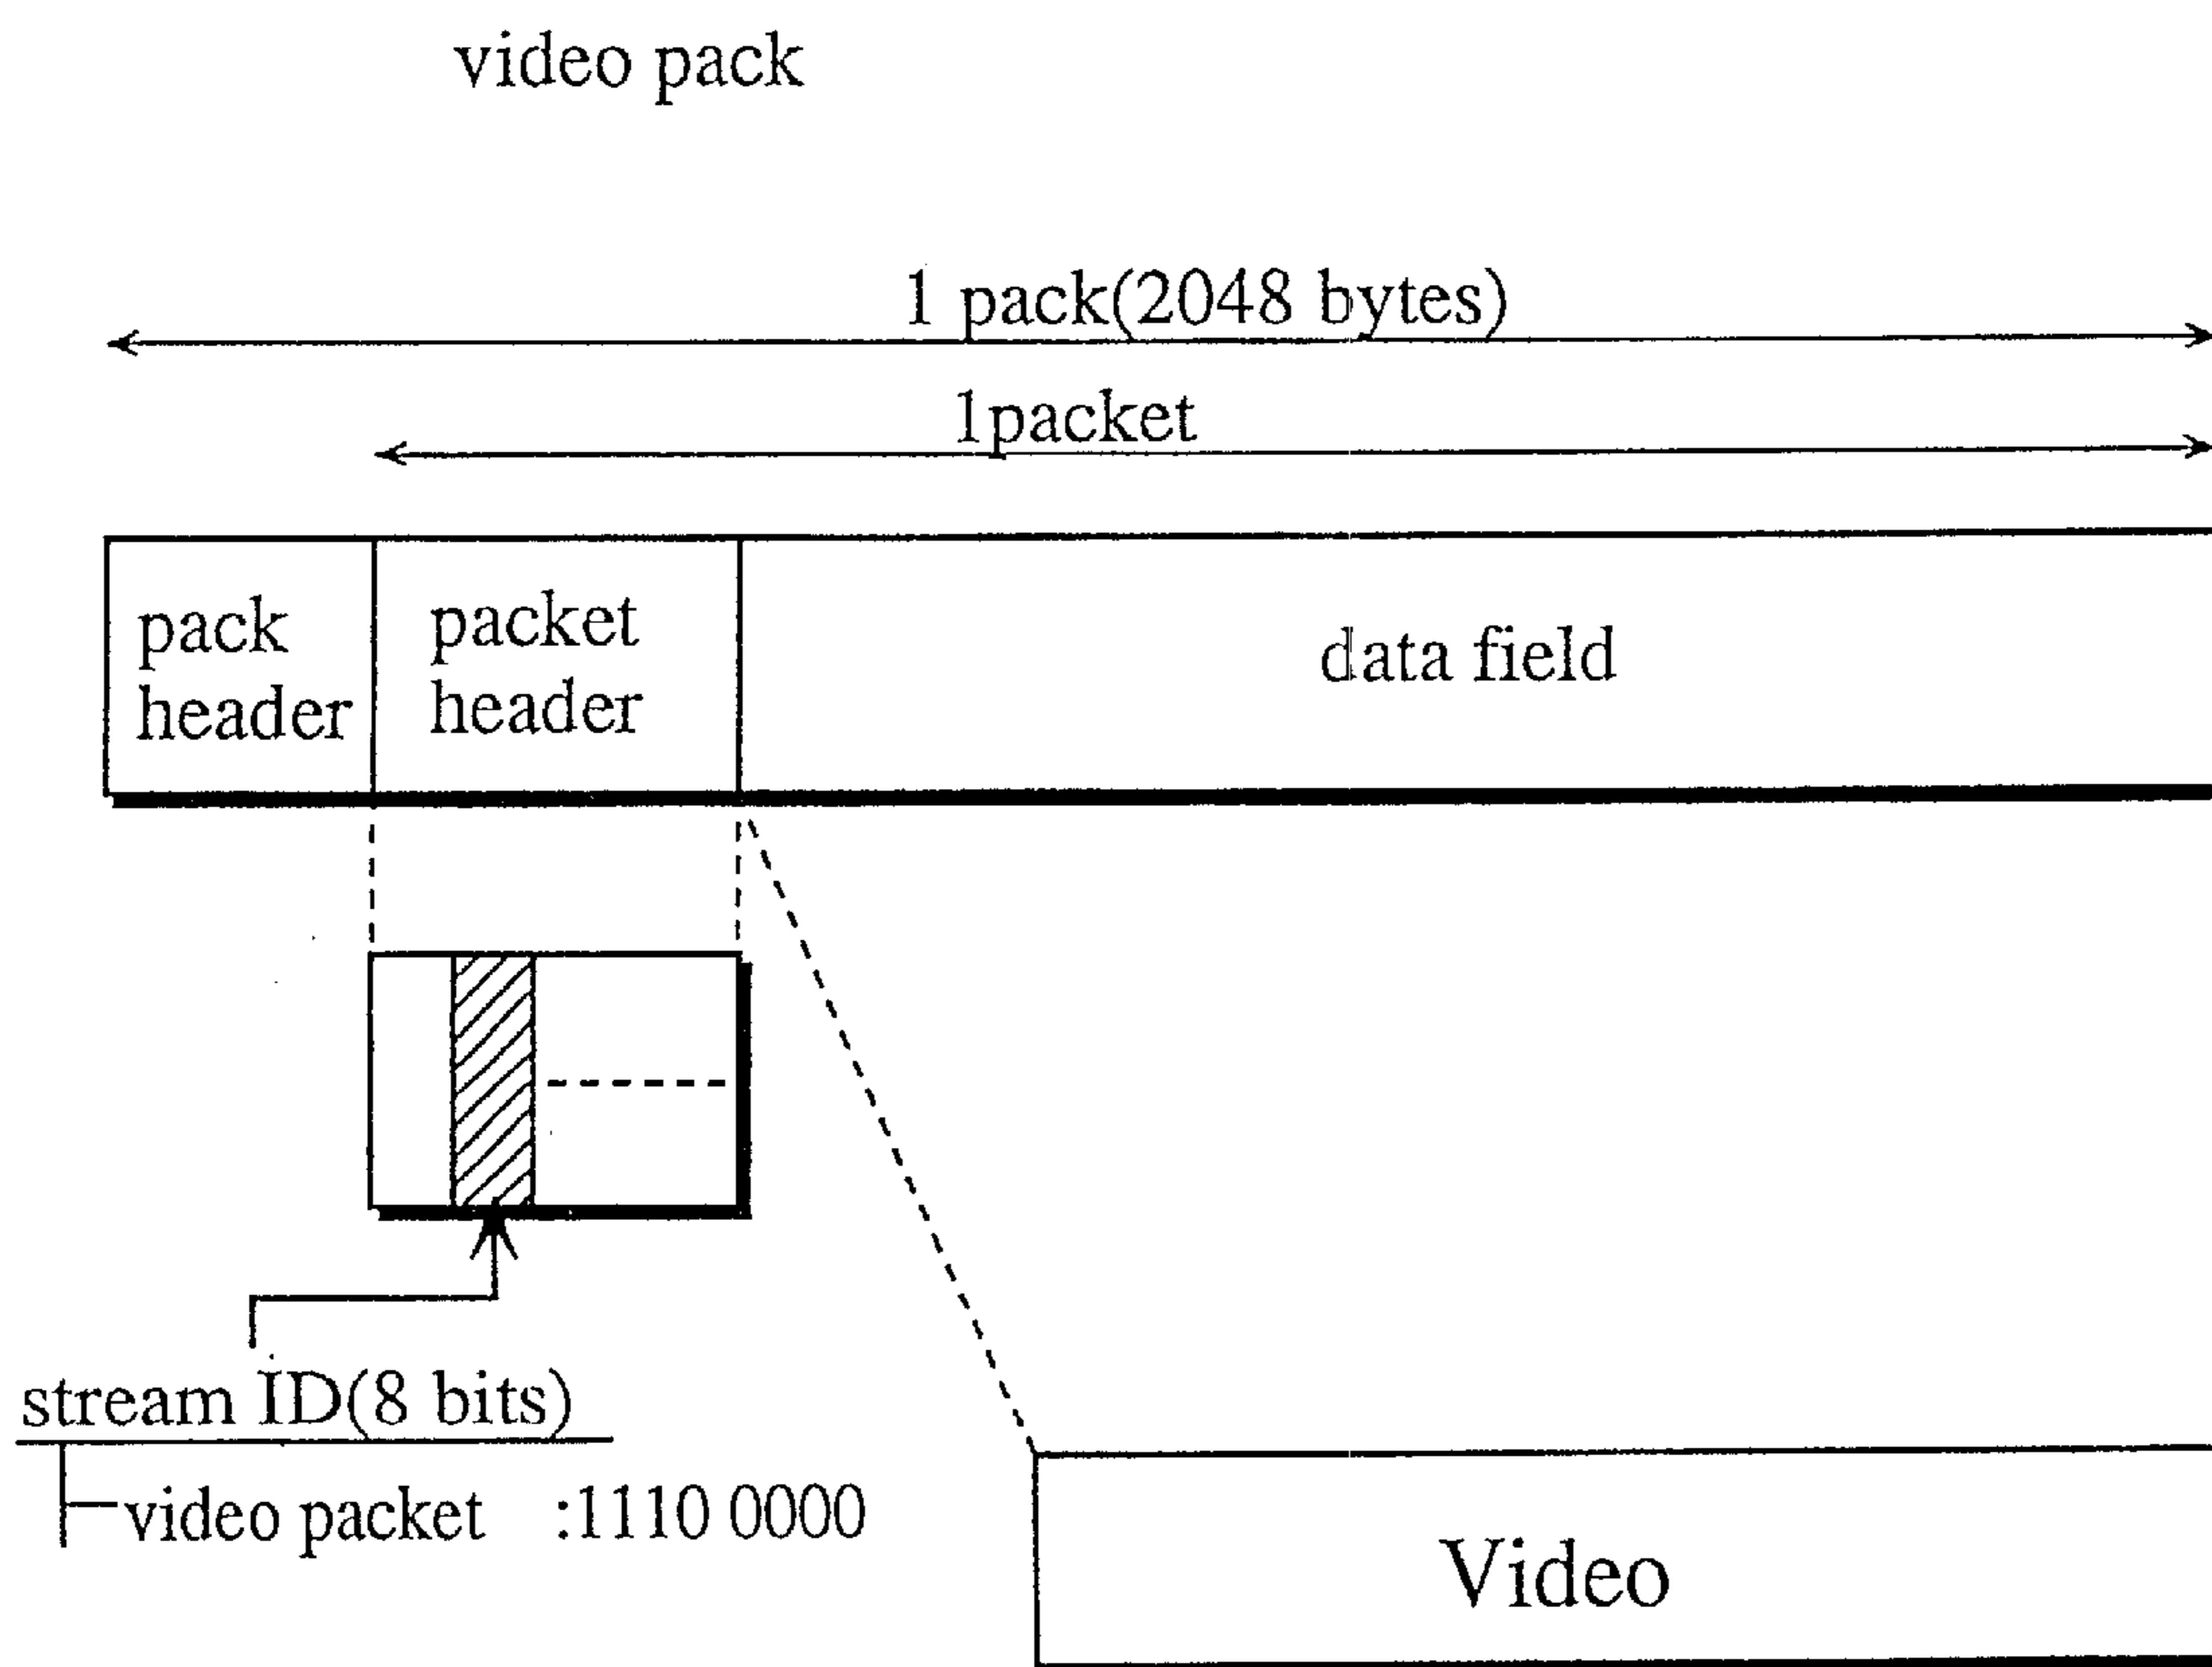 video pack
1 pack(2048 bytes)
1packet
pack
header
packet
header
data field
stream ID(8 bits)
video packet :1110 0000
Video